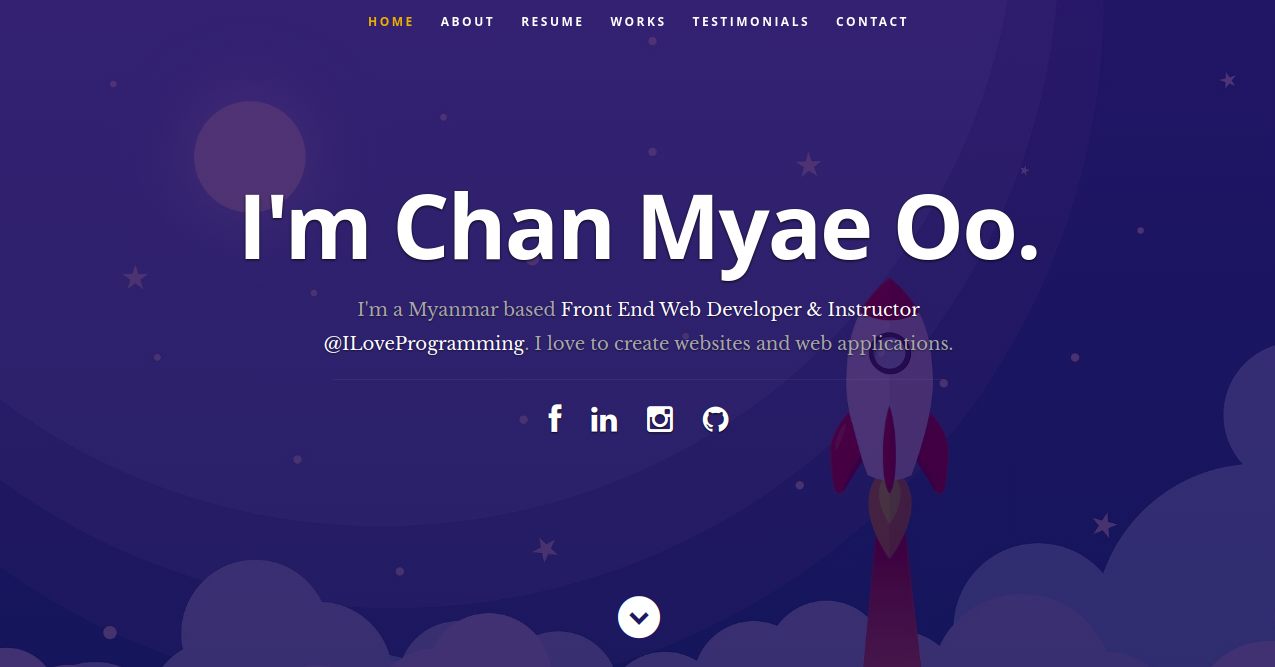 HOME ABOUT RESUME WORKS TESTIMONIALS CONTACT
I'm Chan Myae Oo.
I'm a Myanmar based Front End Web Developer & Instructor
@ILoveProgramming. I love to create websites and web applications.